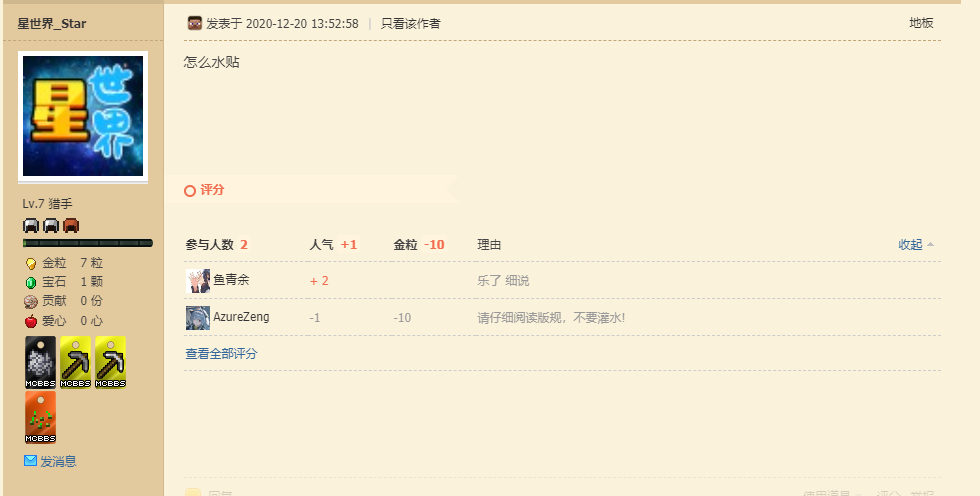 星世界_Star
发表于 2020-12-20 13:52:58 | 只看该作者
地板
星世界
怎么水贴
Lv.7 猎手
金粒 7 粒
宝石 1 颗
贡献 0 份
爱心 0 心
MCBBS MCBBS MCBBS
MCBBS
发消息
评分
参与人数 2 人气 +1 金粒 -10 理由 收起
鱼青余 + 2 乐了 细说
AzureZeng -1 -10 请仔细阅读版规，不要灌水!
查看全部评分